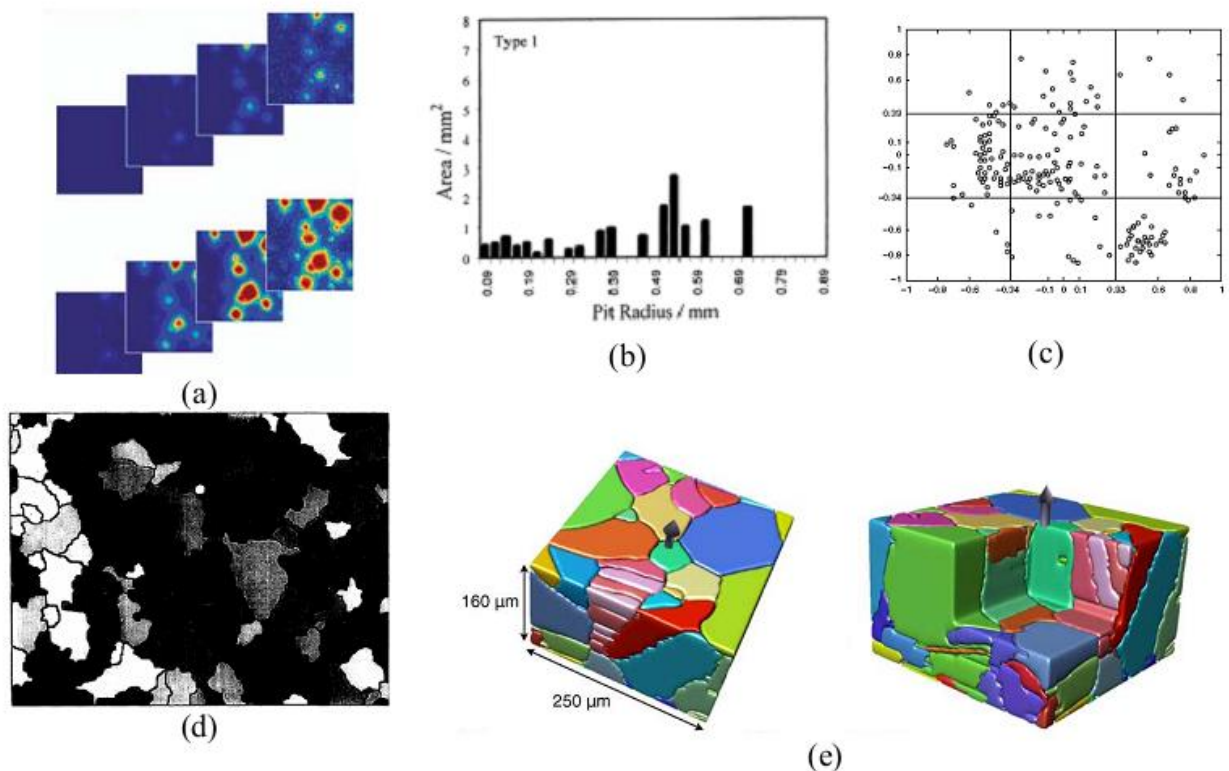 (a)
8
7
6
5
4
3
2
1
0
Type 1
Area / mm²
0.09 0.19 0.29 0.39 0.49 0.59 0.69 0.79 0.89
Pit Radius / mm
(b)
1
0.8
0.6
0.39
0.1
0
-0.1
-0.34
-0.6
-0.8
-1
-1 -0.8 -0.6 -0.34 -0.1 0 0.1 0.33 0.6 0.8 1
(c)
(d)
160 µm
250 µm
(e)